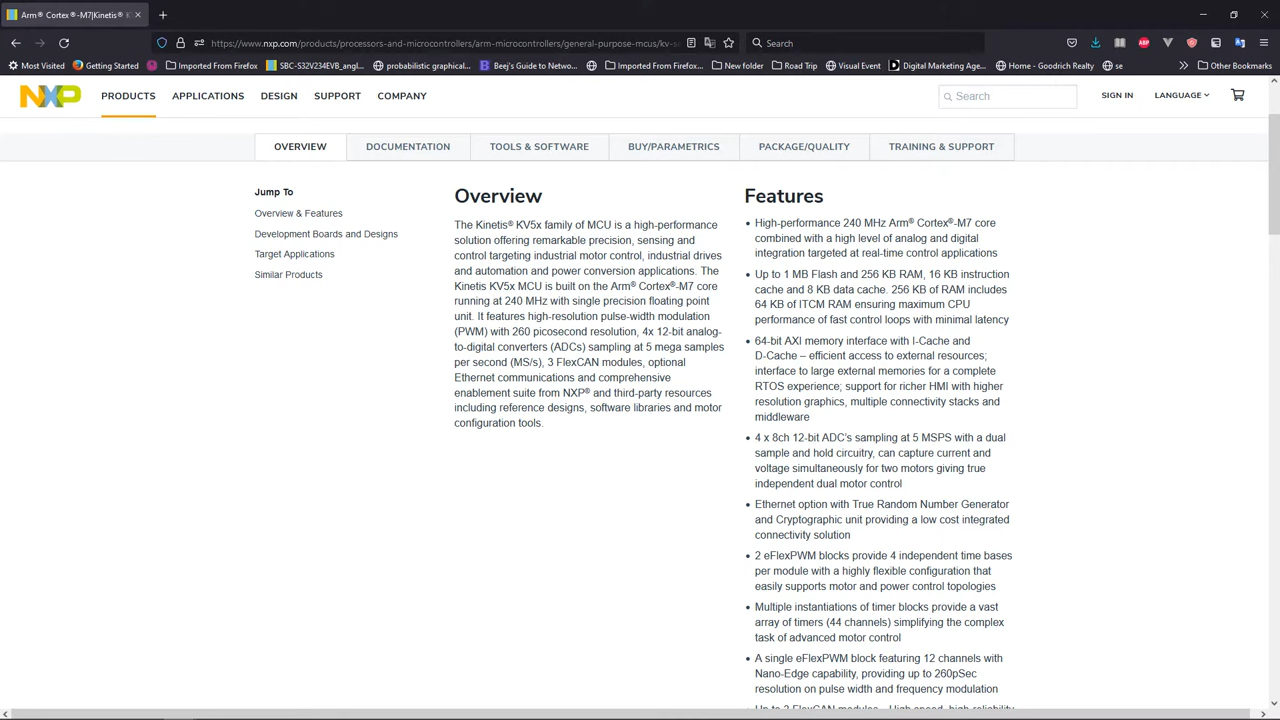 Arm® Cortex®-M7|Kinetis®
https://www.nxp.com/products/processors-and-microcontrollers/arm-microcontrollers/general-purpose-mcus/kv-se
Search
Most Visited
Getting Started
Imported From Firefox
SBC-S32V234EVB_angl...
probabilistic graphical...
Beej's Guide to Netwo...
Imported From Firefox...
New folder
Road Trip
Visual Event
Digital Marketing Age...
Home - Goodrich Realty
se
Other Bookmarks
NXP
PRODUCTS
APPLICATIONS
DESIGN
SUPPORT
COMPANY
Search
SIGN IN
LANGUAGE
OVERVIEW
DOCUMENTATION
TOOLS & SOFTWARE
BUY/PARAMETRICS
PACKAGE/QUALITY
TRAINING & SUPPORT
Jump To
Overview & Features
Development Boards and Designs
Target Applications
Similar Products
Overview
The Kinetis® KV5x family of MCU is a high-performance
solution offering remarkable precision, sensing and
control targeting industrial motor control, industrial drives
and automation and power conversion applications. The
Kinetis KV5x MCU is built on the Arm® Cortex®-M7 core
running at 240 MHz with single precision floating point
unit. It features high-resolution pulse-width modulation
(PWM) with 260 picosecond resolution, 4x 12-bit analog-
to-digital converters (ADCs) sampling at 5 mega samples
per second (MS/s), 3 FlexCAN modules, optional
Ethernet communications and comprehensive
enablement suite from NXP® and third-party resources
including reference designs, software libraries and motor
configuration tools.
Features
• High-performance 240 MHz Arm® Cortex®-M7 core
combined with a high level of analog and digital
integration targeted at real-time control applications
• Up to 1 MB Flash and 256 KB RAM, 16 KB instruction
cache and 8 KB data cache. 256 KB of RAM includes
64 KB of ITCM RAM ensuring maximum CPU
performance of fast control loops with minimal latency
• 64-bit AXI memory interface with I-Cache and
D-Cache – efficient access to external resources;
interface to large external memories for a complete
RTOS experience; support for richer HMI with higher
resolution graphics, multiple connectivity stacks and
middleware
• 4 x 8ch 12-bit ADC's sampling at 5 MSPS with a dual
sample and hold circuitry, can capture current and
voltage simultaneously for two motors giving true
independent dual motor control
• Ethernet option with True Random Number Generator
and Cryptographic unit providing a low cost integrated
connectivity solution
• 2 eFlexPWM blocks provide 4 independent time bases
per module with a highly flexible configuration that
easily supports motor and power control topologies
• Multiple instantiations of timer blocks provide a vast
array of timers (44 channels) simplifying the complex
task of advanced motor control
• A single eFlexPWM block featuring 12 channels with
Nano-Edge capability, providing up to 260pSec
resolution on pulse width and frequency modulation
• Up to 3 FlexCAN modules – High speed, high reliability